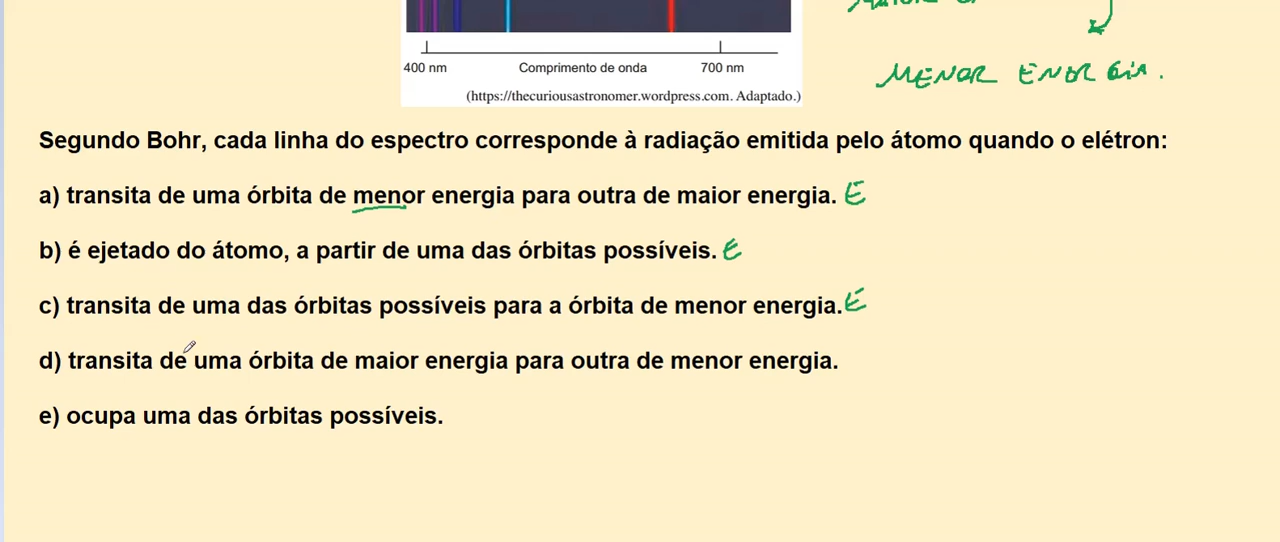 400 nm Comprimento de onda 700 nm
MENOR ENERGIA.
(https://thecuriousastronomer.wordpress.com. Adaptado.)
Segundo Bohr, cada linha do espectro corresponde à radiação emitida pelo átomo quando o elétron:
a) transita de uma órbita de menor energia para outra de maior energia. E
b) é ejetado do átomo, a partir de uma das órbitas possíveis. E
c) transita de uma das órbitas possíveis para a órbita de menor energia. E
d) transita de uma órbita de maior energia para outra de menor energia.
e) ocupa uma das órbitas possíveis.